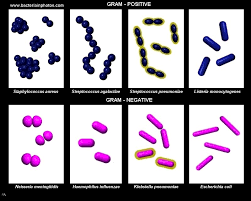 www.bacteriainphotos.com
GRAM - POSITIVE
Staphylococcus aureus
Streptococcus agalactiae
Streptococcus pneumoniae
Listeria monocytogenes
GRAM - NEGATIVE
Neisseria meningitidis
Haemophilus influenzae
Klebsiella pneumoniae
Escherichia coli